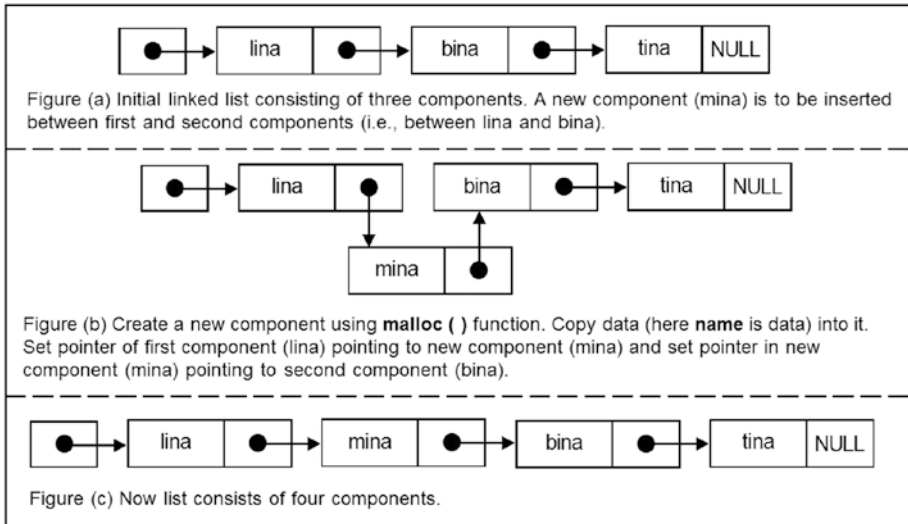 lina bina tina NULL
Figure (a) Initial linked list consisting of three components. A new component (mina) is to be inserted
between first and second components (i.e., between lina and bina).
lina bina tina NULL
mina
Figure (b) Create a new component using malloc ( ) function. Copy data (here name is data) into it.
Set pointer of first component (lina) pointing to new component (mina) and set pointer in new
component (mina) pointing to second component (bina).
lina mina bina tina NULL
Figure (c) Now list consists of four components.